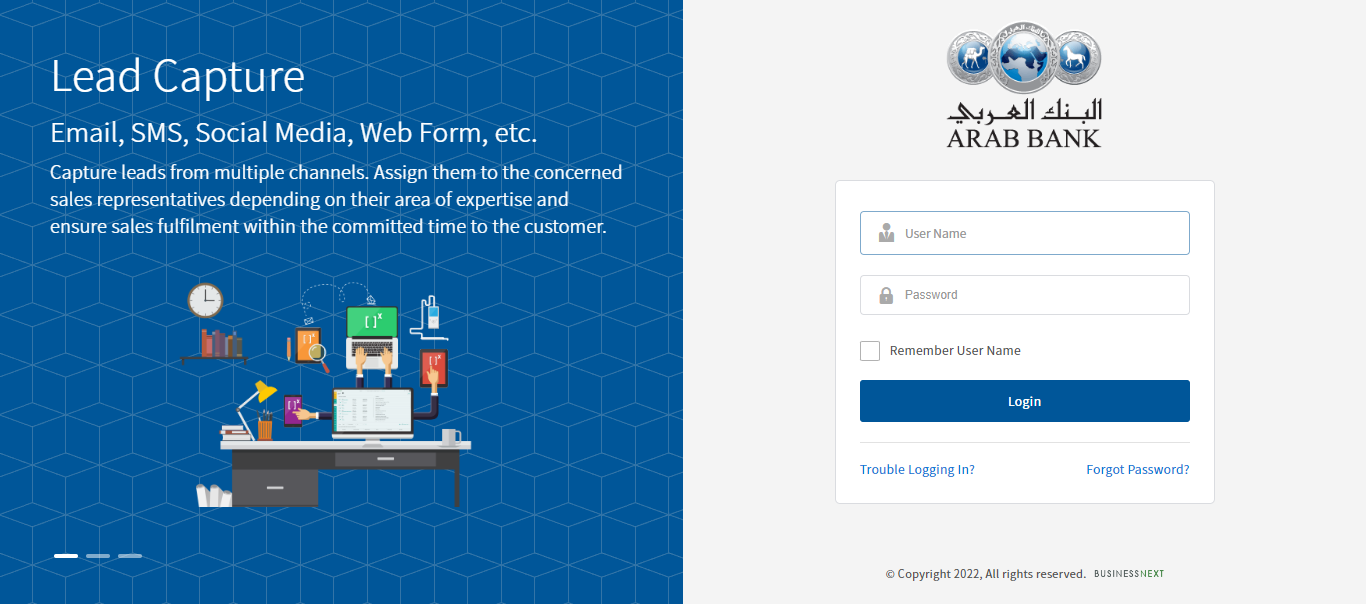 Lead Capture
Email, SMS, Social Media, Web Form, etc.
Capture leads from multiple channels. Assign them to the concerned
sales representatives depending on their area of expertise and
ensure sales fulfilment within the committed time to the customer.
[ ]x
[ ]x
[ ]x
[ ]x
البنك العربي
البنك العربي
ARAB BANK
User Name
Password
Remember User Name
Login
Trouble Logging In?
Forgot Password?
© Copyright 2022, All rights reserved. BUSINESSNEXT